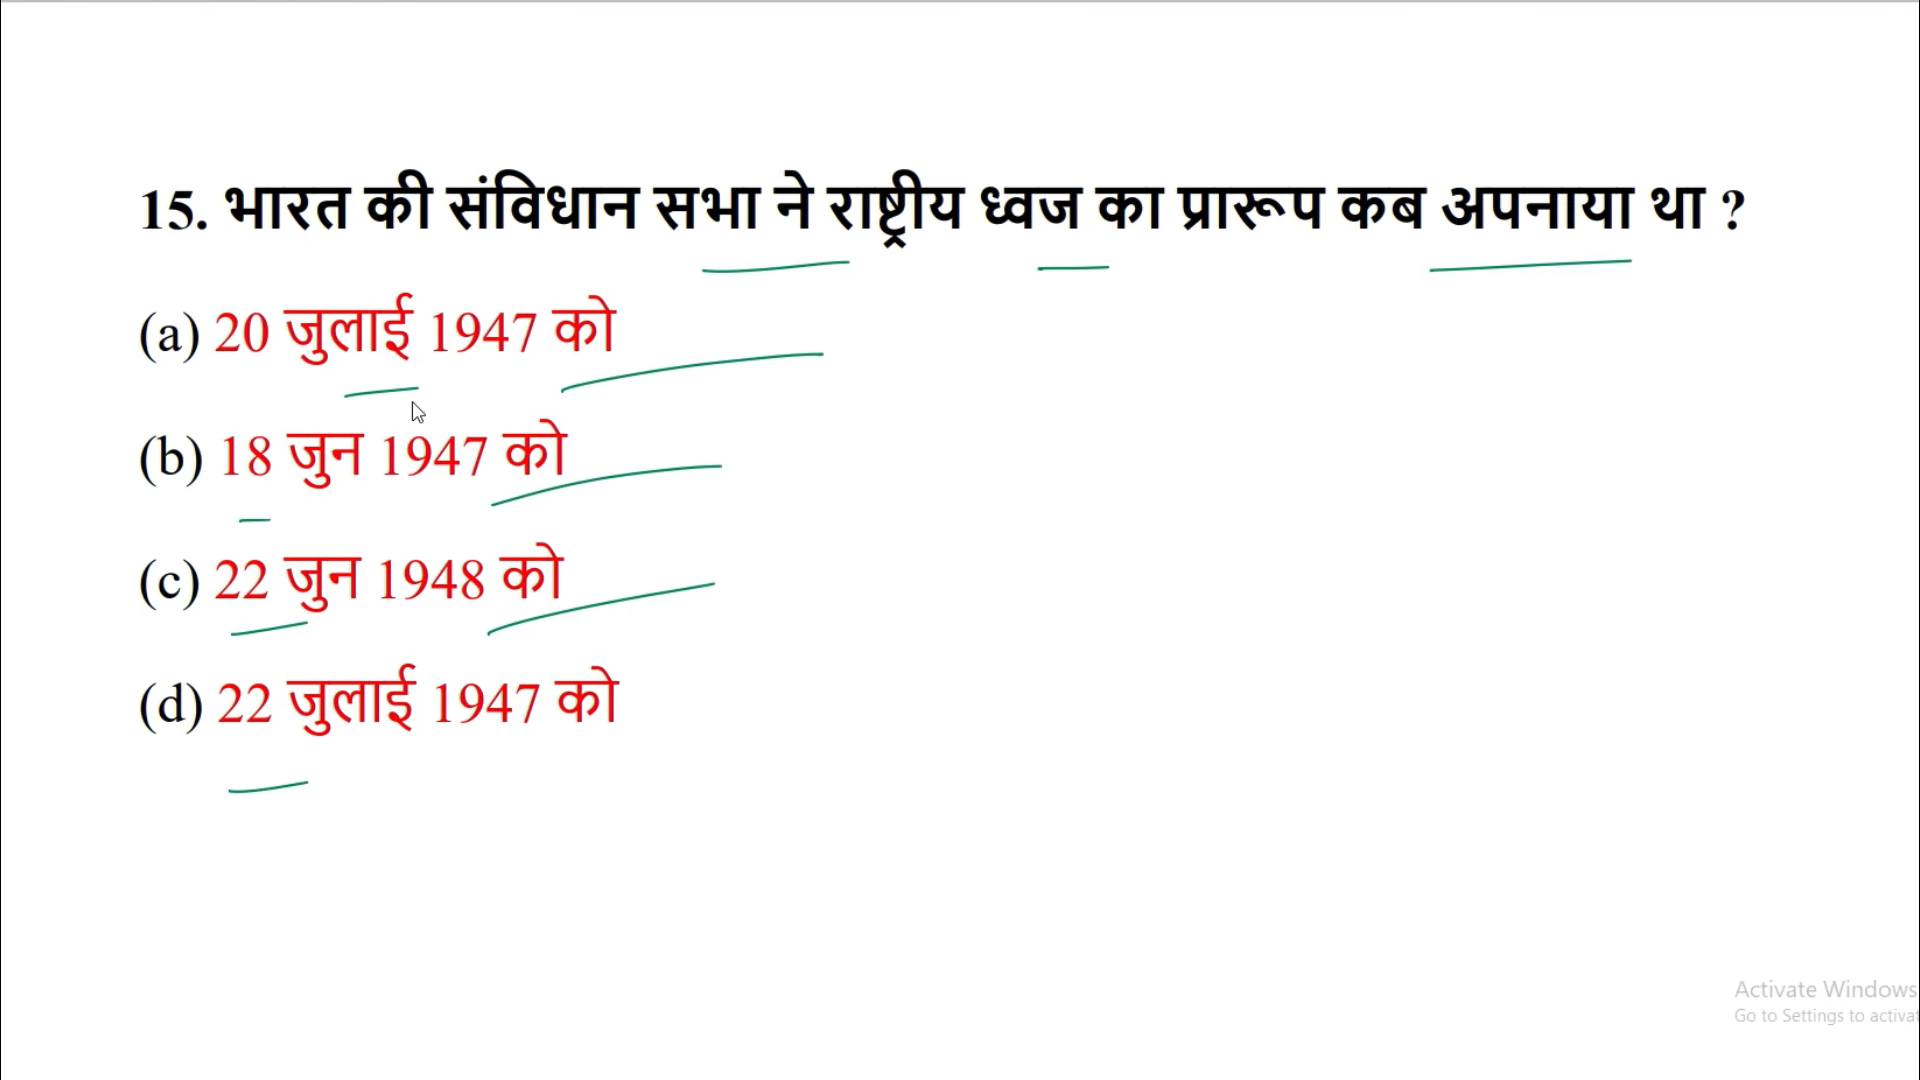 15. भारत की संविधान सभा ने राष्ट्रीय ध्वज का प्रारूप कब अपनाया था ?
(a) 20 जुलाई 1947 को
(b) 18 जुन 1947 को
(c) 22 जुन 1948 को
(d) 22 जुलाई 1947 को
Activate Windows
Go to Settings to activat